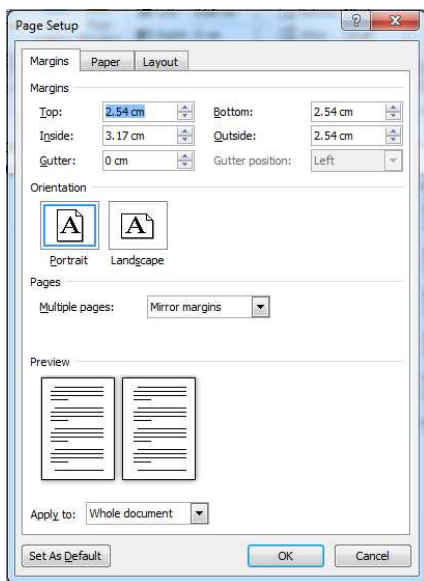 Page Setup
Margins Paper Layout
Margins
Top: 2.54 cm Bottom: 2.54 cm
Inside: 3.17 cm Outside: 2.54 cm
Gutter: 0 cm Gutter position: Left
Orientation
A A
Portrait Landscape
Pages
Multiple pages: Mirror margins
Preview
Apply to: Whole document
Set As Default OK Cancel